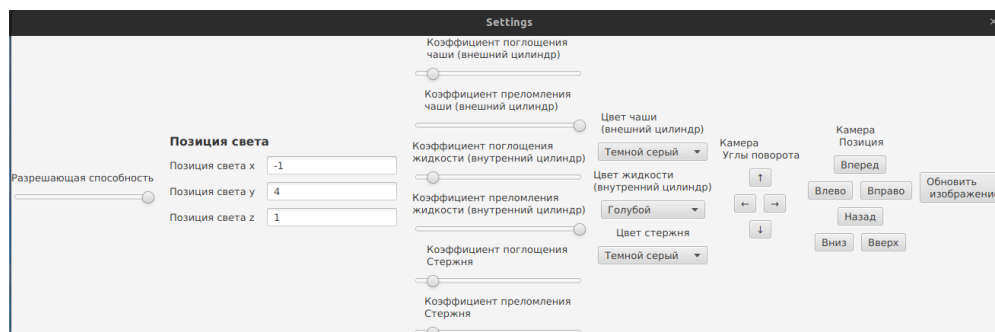 Settings
×
Разрешающая способность
Позиция света
Позиция света x
-1
Позиция света y
4
Позиция света z
1
Коэффициент поглощения
чаши (внешний цилиндр)
Коэффициент преломления
чаши (внешний цилиндр)
Коэффициент поглощения
жидкости (внутренний цилиндр)
Коэффициент преломления
жидкости (внутренний цилиндр)
Коэффициент поглощения
Стержня
Коэффициент преломления
Стержня
Цвет чаши
(внешний цилиндр)
Темной серый
Цвет жидкости
(внутренний цилиндр)
Голубой
Цвет стержня
Темной серый
Камера
Углы поворота
↑
← →
↓
Камера
Позиция
Вперед
Влево Вправо
Назад
Вниз Вверх
Обновить
изображение